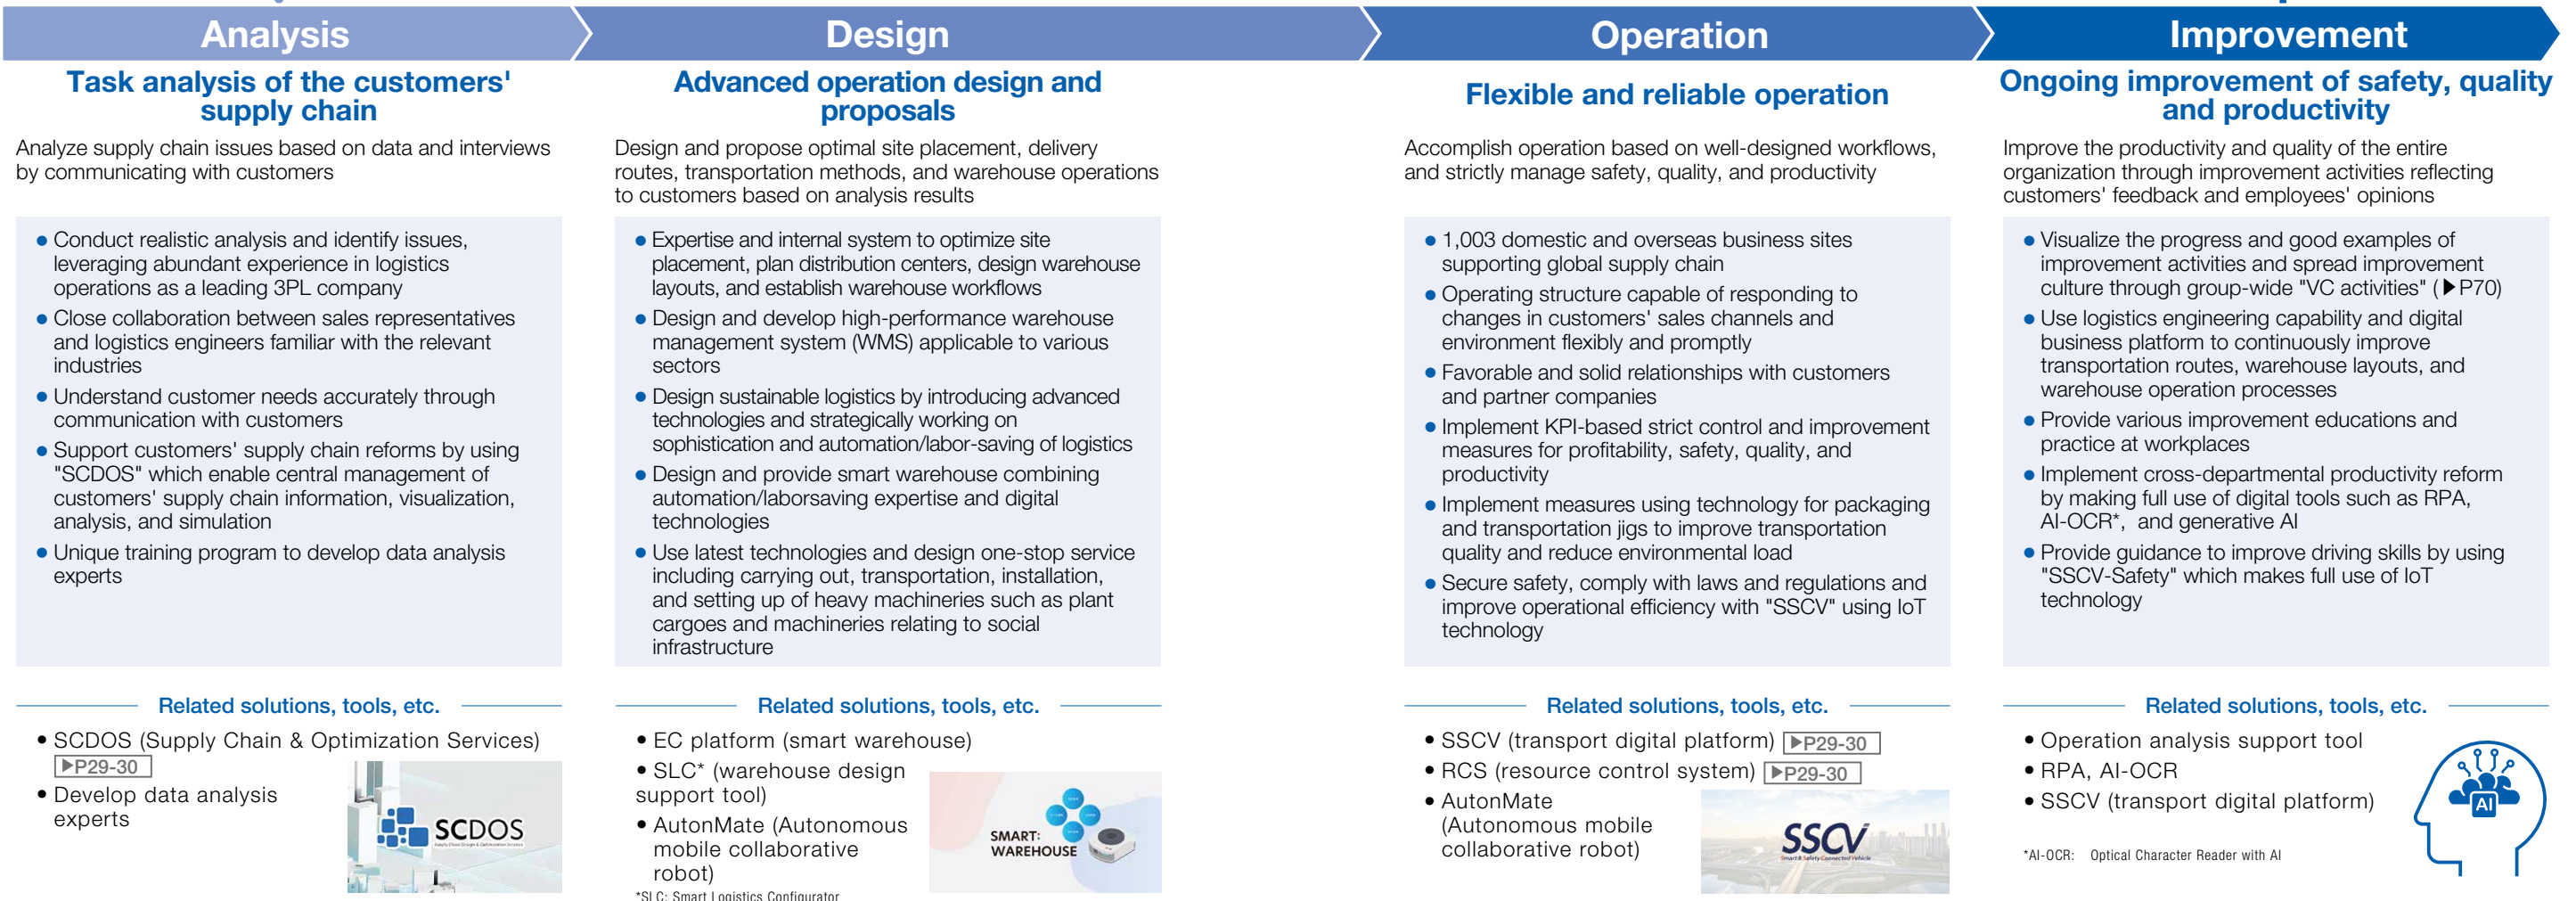 Analysis
Task analysis of the customers'
supply chain
Analyze supply chain issues based on data and interviews
by communicating with customers
● Conduct realistic analysis and identify issues,
leveraging abundant experience in logistics
operations as a leading 3PL company
● Close collaboration between sales representatives
and logistics engineers familiar with the relevant
industries
● Understand customer needs accurately through
communication with customers
● Support customers' supply chain reforms by using
"SCDOS" which enable central management of
customers' supply chain information, visualization,
analysis, and simulation
● Unique training program to develop data analysis
experts
Related solutions, tools, etc.
● SCDOS (Supply Chain & Optimization Services)
▶P29-30
● Develop data analysis
experts
SCDOS
Design
Advanced operation design and
proposals
Design and propose optimal site placement, delivery
routes, transportation methods, and warehouse operations
to customers based on analysis results
● Expertise and internal system to optimize site
placement, plan distribution centers, design warehouse
layouts, and establish warehouse workflows
● Design and develop high-performance warehouse
management system (WMS) applicable to various
sectors
● Design sustainable logistics by introducing advanced
technologies and strategically working on
sophistication and automation/labor-saving of logistics
● Design and provide smart warehouse combining
automation/laborsaving expertise and digital
technologies
● Use latest technologies and design one-stop service
including carrying out, transportation, installation,
and setting up of heavy machineries such as plant
cargoes and machineries relating to social
infrastructure
Related solutions, tools, etc.
● EC platform (smart warehouse)
● SLC* (warehouse design
support tool)
● AutonMate (Autonomous
mobile collaborative
robot)
*SLC: Smart Logistics Configurator
SMART:
WAREHOUSE
Operation
Flexible and reliable operation
Accomplish operation based on well-designed workflows,
and strictly manage safety, quality, and productivity
● 1,003 domestic and overseas business sites
supporting global supply chain
● Operating structure capable of responding to
changes in customers' sales channels and
environment flexibly and promptly
● Favorable and solid relationships with customers
and partner companies
● Implement KPI-based strict control and improvement
measures for profitability, safety, quality, and
productivity
● Implement measures using technology for packaging
and transportation jigs to improve transportation
quality and reduce environmental load
● Secure safety, comply with laws and regulations and
improve operational efficiency with "SSCV" using IoT
technology
Related solutions, tools, etc.
● SSCV (transport digital platform) ▶P29-30
● RCS (resource control system) ▶P29-30
● AutonMate
(Autonomous mobile
collaborative robot)
SSCV
Smart & Safety Connected Vehicle
Improvement
Ongoing improvement of safety, quality
and productivity
Improve the productivity and quality of the entire
organization through improvement activities reflecting
customers' feedback and employees' opinions
● Visualize the progress and good examples of
improvement activities and spread improvement
culture through group-wide "VC activities" (▶P70)
● Use logistics engineering capability and digital
business platform to continuously improve
transportation routes, warehouse layouts, and
warehouse operation processes
● Provide various improvement educations and
practice at workplaces
● Implement cross-departmental productivity reform
by making full use of digital tools such as RPA,
AI-OCR*, and generative AI
● Provide guidance to improve driving skills by using
"SSCV-Safety" which makes full use of IoT
technology
Related solutions, tools, etc.
● Operation analysis support tool
● RPA, AI-OCR
● SSCV (transport digital platform)
*AI-OCR: Optical Character Reader with AI
AI